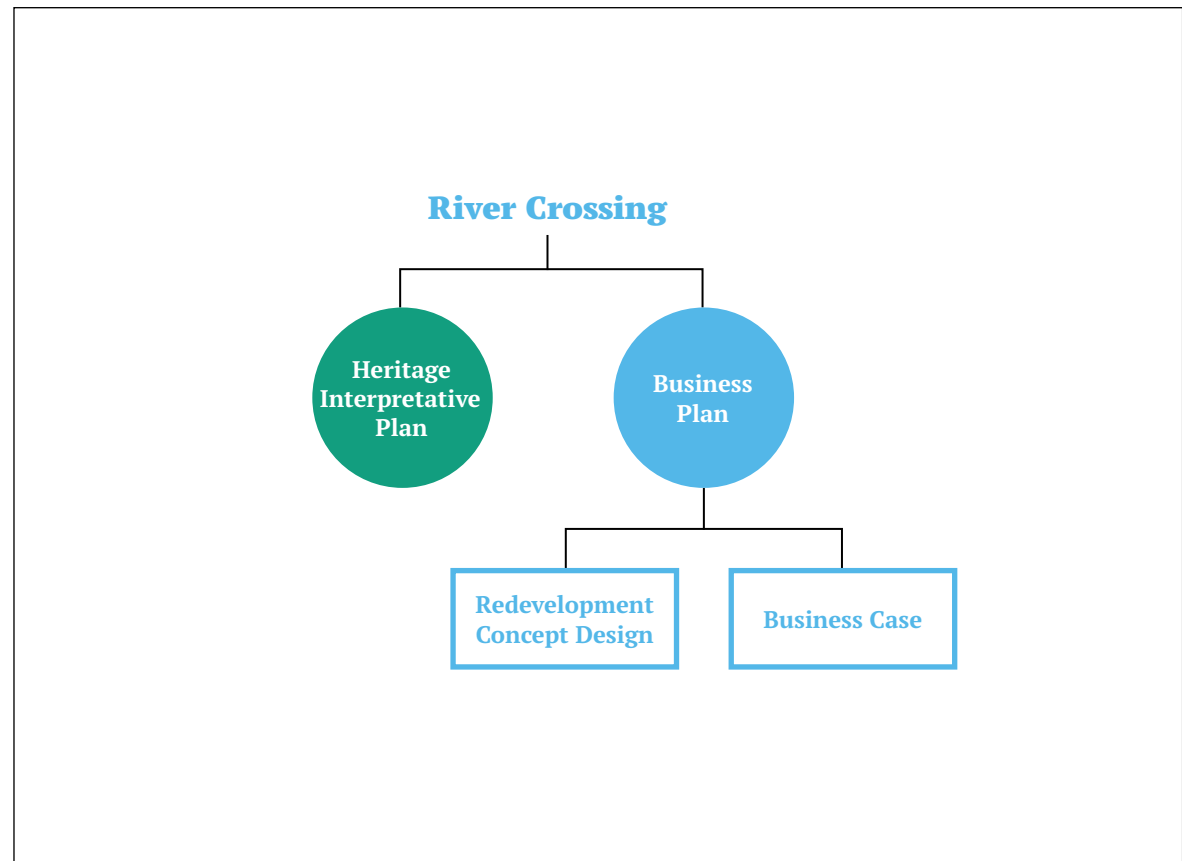 River Crossing
Heritage
Interpretative
Plan
Business
Plan
Redevelopment
Concept Design
Business Case